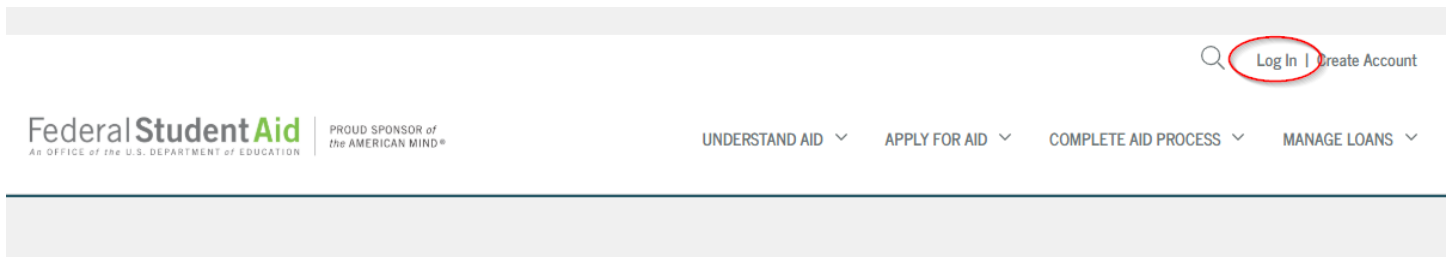 Log In | Create Account
Federal Student Aid
An OFFICE of the U.S. DEPARTMENT of EDUCATION
PROUD SPONSOR of
the AMERICAN MIND®
UNDERSTAND AID
APPLY FOR AID
COMPLETE AID PROCESS
MANAGE LOANS